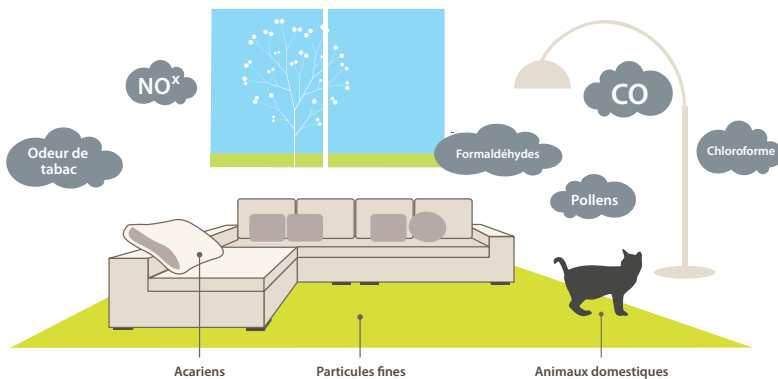 NOx
CO
Odeur de
tabac
Formaldéhydes
Chloroforme
Pollens
Acariens
Particules fines
Animaux domestiques